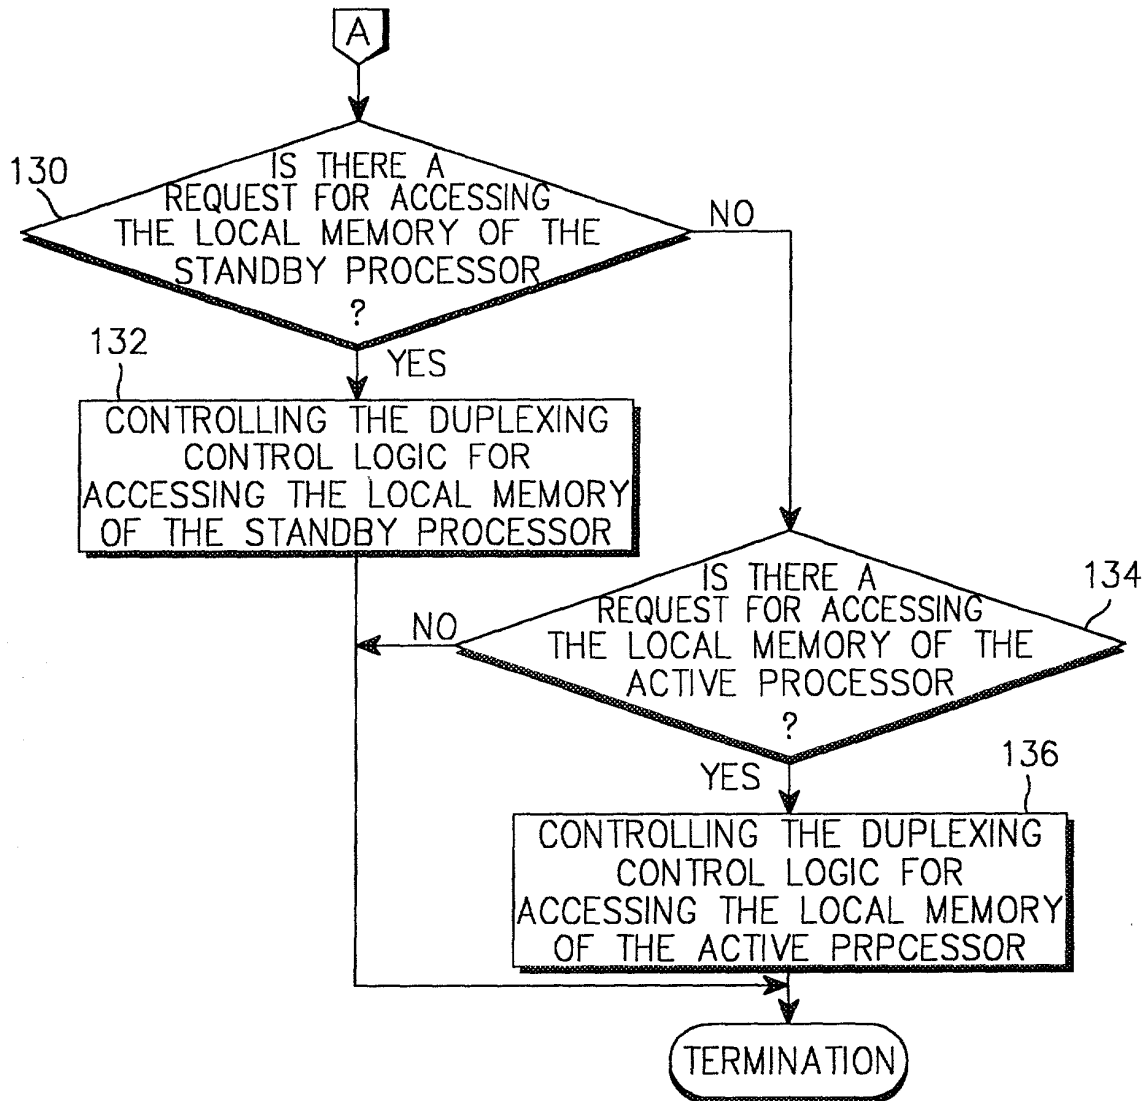 A
130
IS THERE A
REQUEST FOR ACCESSING
THE LOCAL MEMORY OF THE
STANDBY PROCESSOR
?
NO
YES
132
CONTROLLING THE DUPLEXING
CONTROL LOGIC FOR
ACCESSING THE LOCAL MEMORY
OF THE STANDBY PROCESSOR
134
IS THERE A
REQUEST FOR ACCESSING
THE LOCAL MEMORY OF THE
ACTIVE PROCESSOR
?
NO
YES
136
CONTROLLING THE DUPLEXING
CONTROL LOGIC FOR
ACCESSING THE LOCAL MEMORY
OF THE ACTIVE PRPCESSOR
TERMINATION